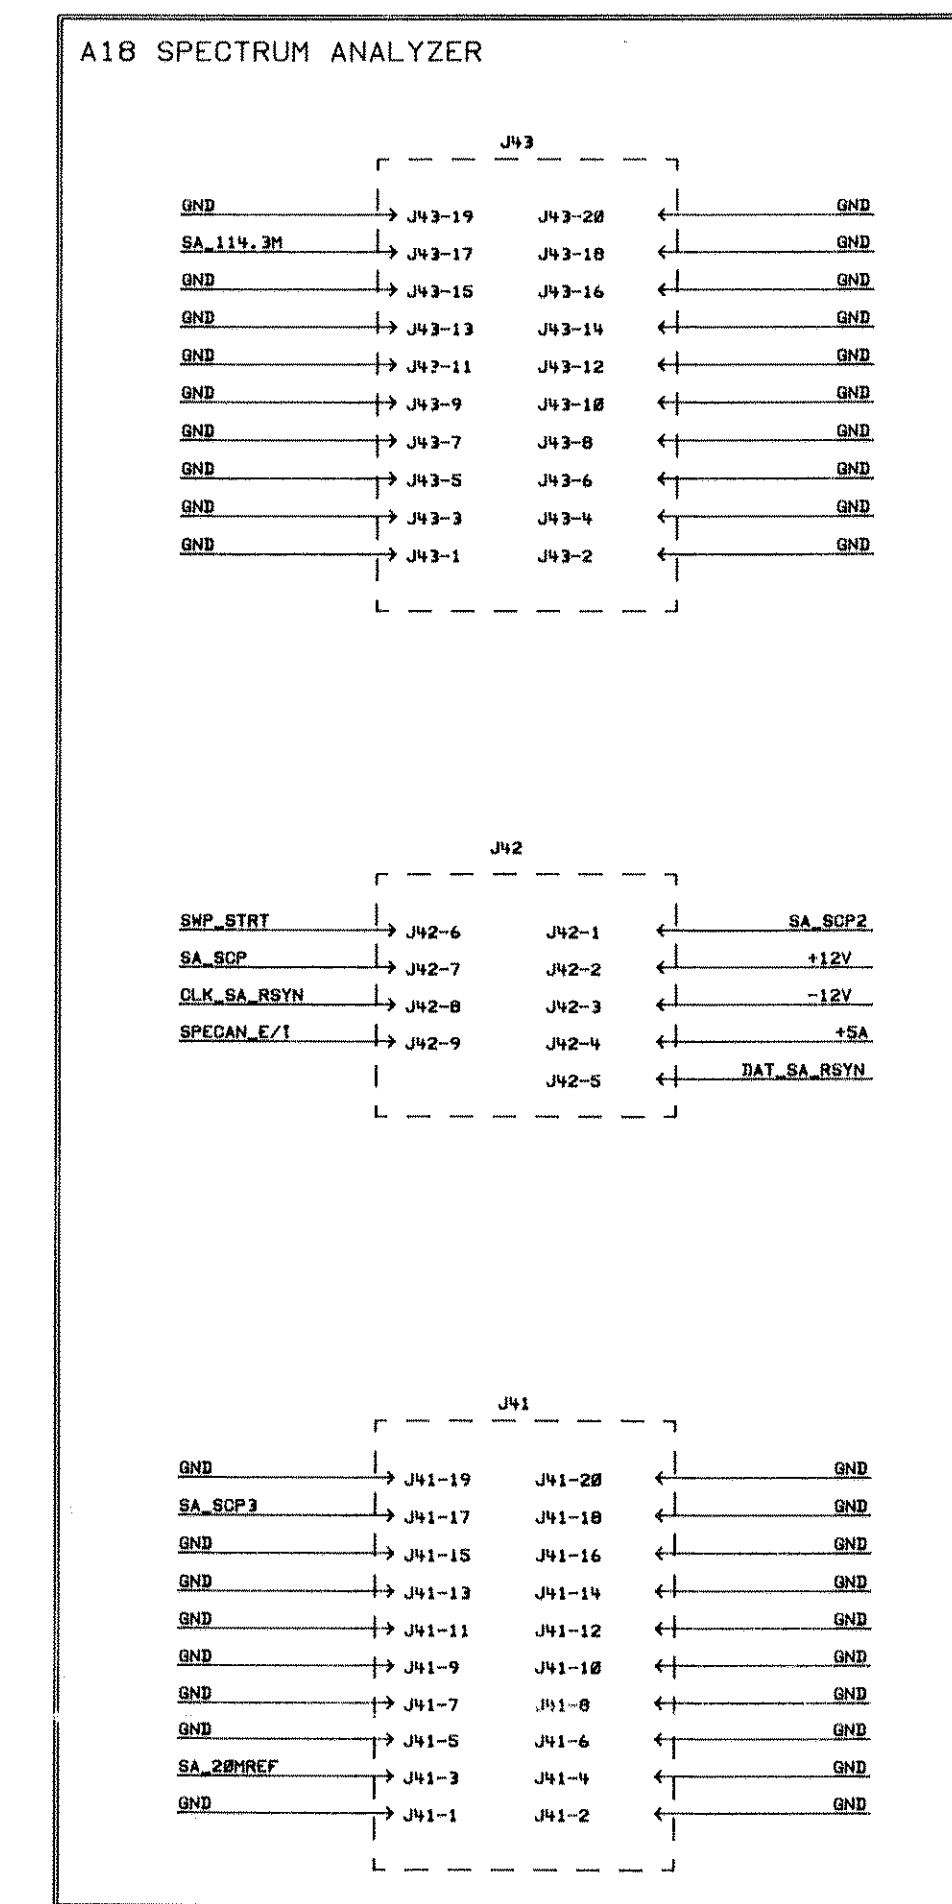 A18 SPECTRUM ANALYZER
J43
GND J43-19 J43-20 GND
SA_114.3M J43-17 J43-18 GND
GND J43-15 J43-16 GND
GND J43-13 J43-14 GND
GND J43-11 J43-12 GND
GND J43-9 J43-10 GND
GND J43-7 J43-8 GND
GND J43-5 J43-6 GND
GND J43-3 J43-4 GND
GND J43-1 J43-2 GND
J42
SWP_STRT J42-6 J42-1 SA_SCP2
SA_SCP J42-7 J42-2 +12V
CLK_SA_RSYN J42-8 J42-3 -12V
SPECAN_E/I J42-9 J42-4 +5A
J42-5 DAT_SA_RSYN
J41
GND J41-19 J41-20 GND
SA_SCP3 J41-17 J41-18 GND
GND J41-15 J41-16 GND
GND J41-13 J41-14 GND
GND J41-11 J41-12 GND
GND J41-9 J41-10 GND
GND J41-7 J41-8 GND
GND J41-5 J41-6 GND
SA_20MREF J41-3 J41-4 GND
GND J41-1 J41-2 GND